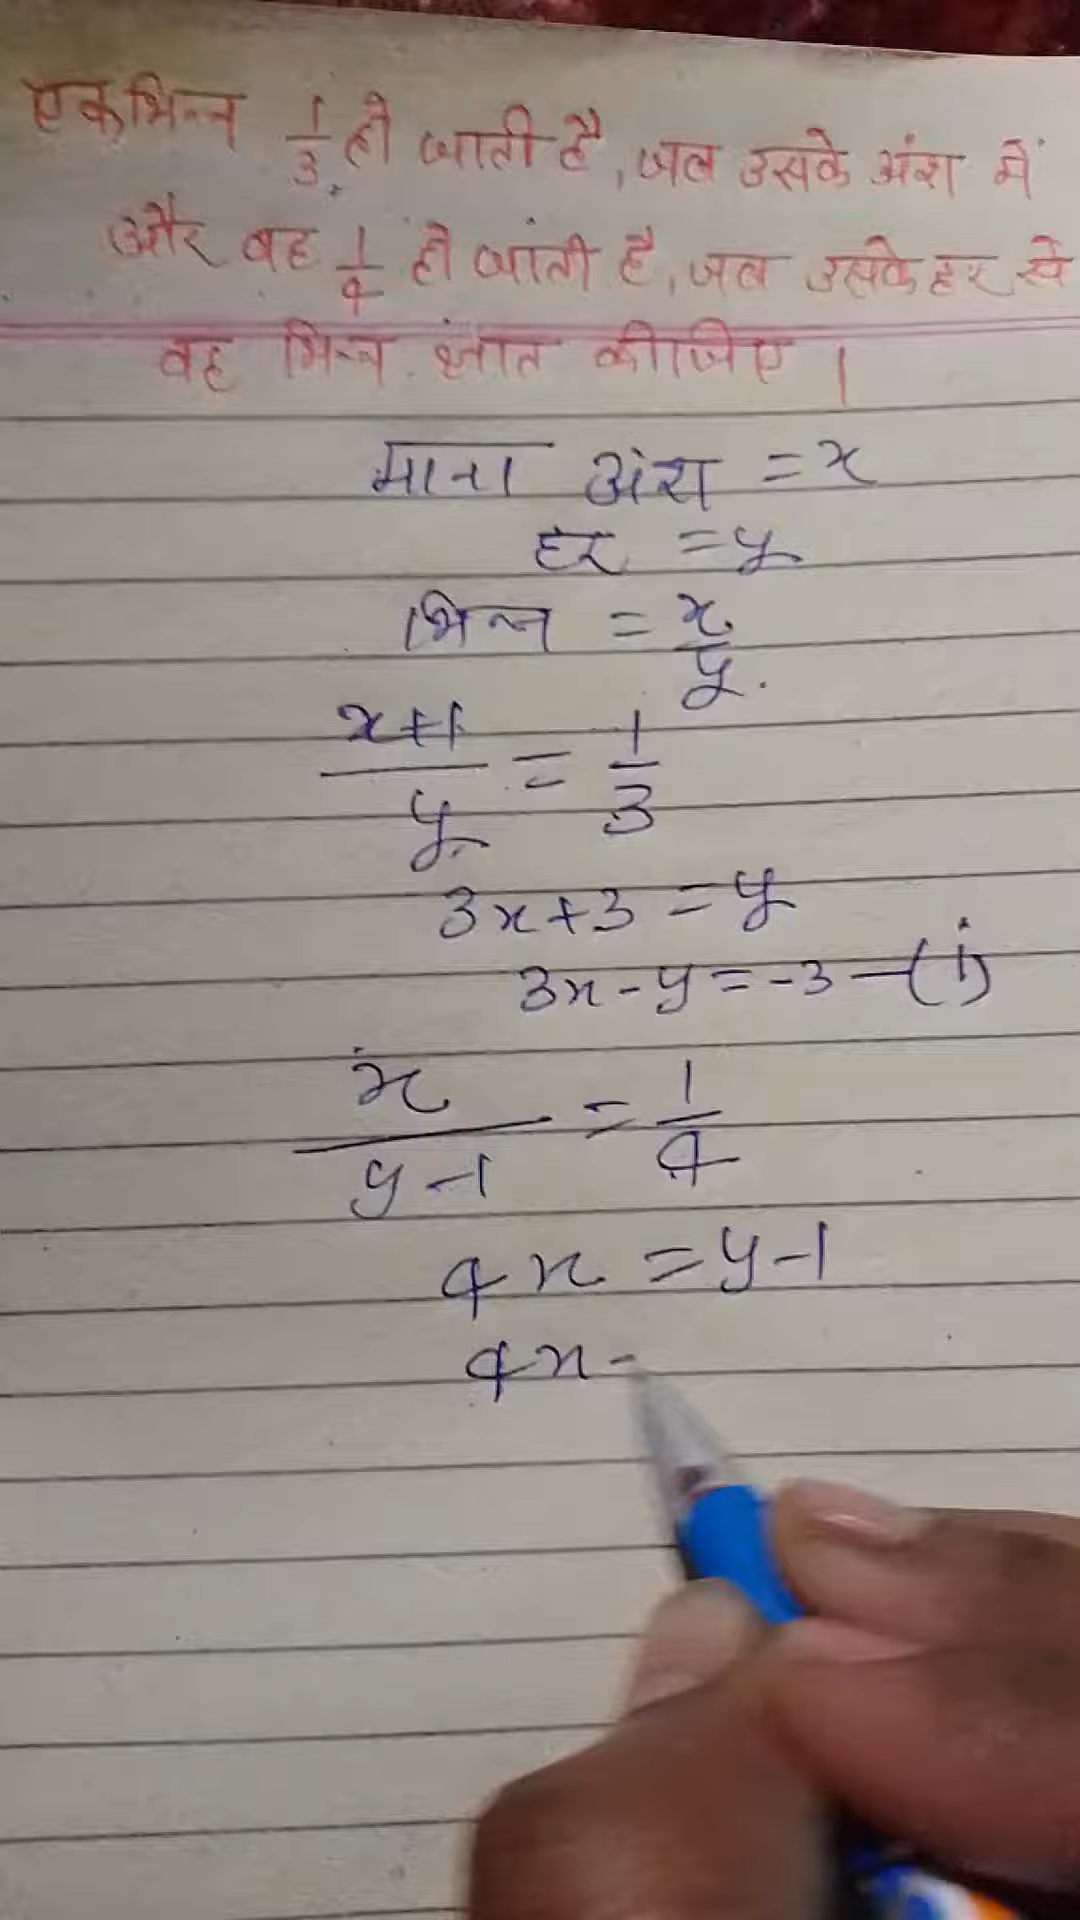 एक भिन्न 1/3 हो जाती है, जब उसके अंश में
और वह 1/4 हो जाती है, जब उसके हर से
वह भिन्न ज्ञात कीजिए।
माना अंश = x
हर = y
भिन्न = x/y.
(x+1)/y = 1/3
3x+3 = y
3x-y = -3 —(i)
x/(y-1) = 1/4
4x = y-1
4x -